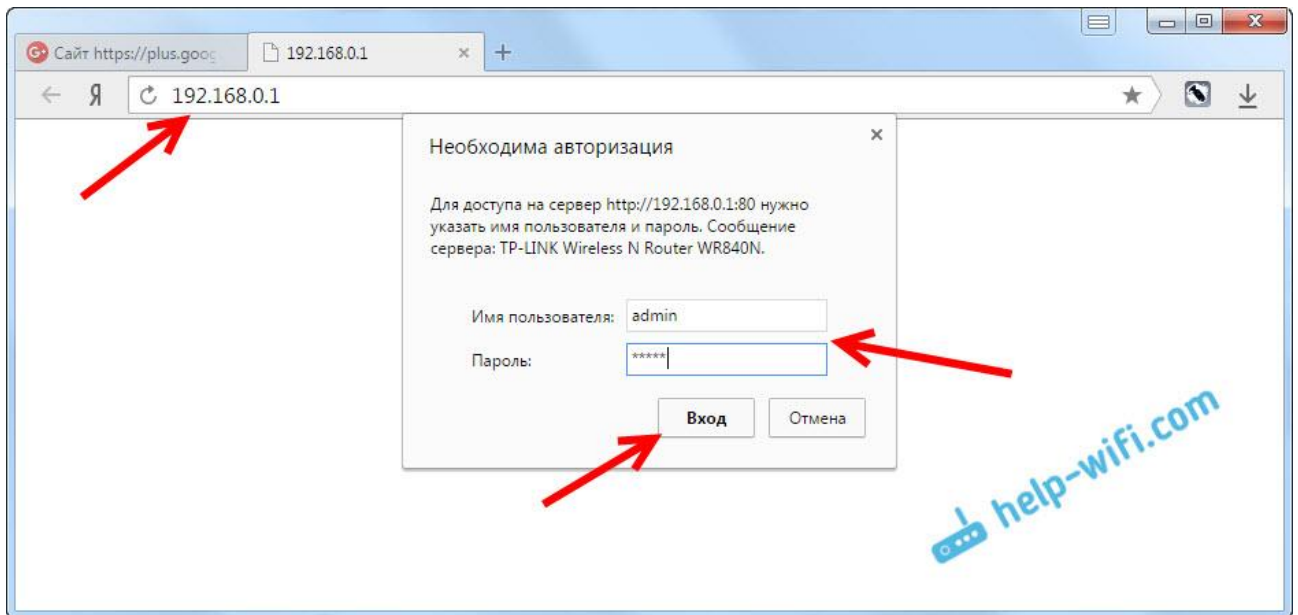 Сайт https://plus.goog
192.168.0.1
Я
192.168.0.1
Необходима авторизация
Для доступа на сервер http://192.168.0.1:80 нужно
указать имя пользователя и пароль. Сообщение
сервера: TP-LINK Wireless N Router WR840N.
Имя пользователя: admin
Пароль: *****
Вход Отмена
help-wifi.com